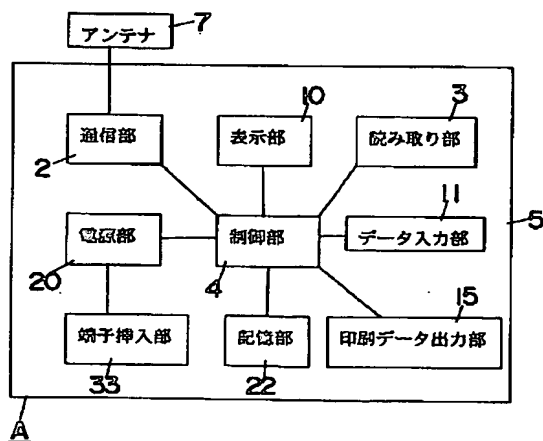 アンテナ 7
10
3
通信部
表示部
読み取り部
2
11
5
電源部
制御部
データ入力部
20
4
15
端子挿入部
記憶部
印刷データ出力部
33
22
A